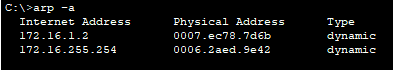 C:\>arp -a
Internet Address Physical Address Type
172.16.1.2 0007.ec78.7d6b dynamic
172.16.255.254 0006.2aed.9e42 dynamic